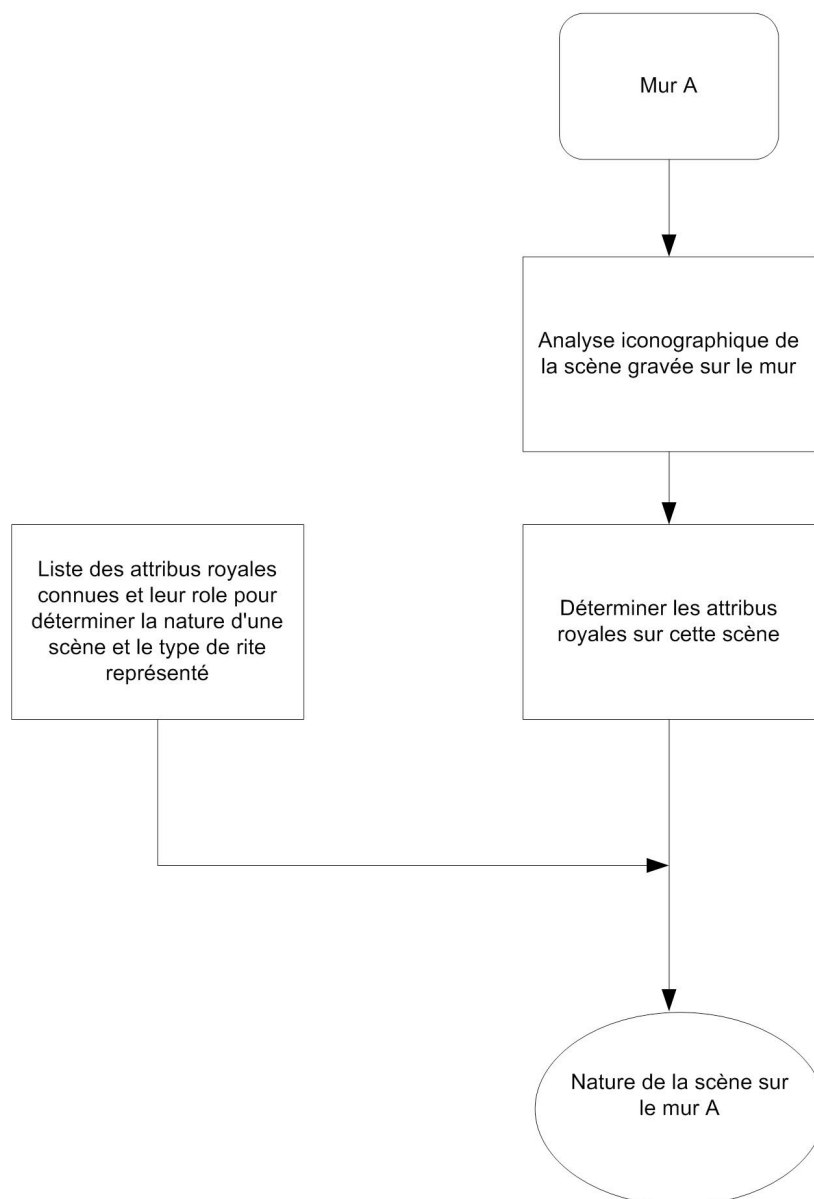 Mur A
Analyse iconographique de
la scène gravée sur le mur
Liste des attribus royales
connues et leur role pour
déterminer la nature d'une
scène et le type de rite
représenté
Déterminer les attribus
royales sur cette scène
Nature de la scène sur
le mur A